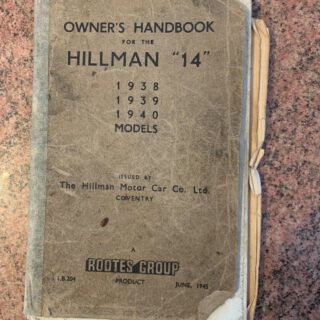 OWNER'S HANDBOOK
FOR THE
HILLMAN "14"
1938
1939
1940
MODELS
ISSUED BY
The Hillman Motor Car Co. Ltd.
COVENTRY
A
ROOTES GROUP
PRODUCT
I.B.204
JUNE, 1945